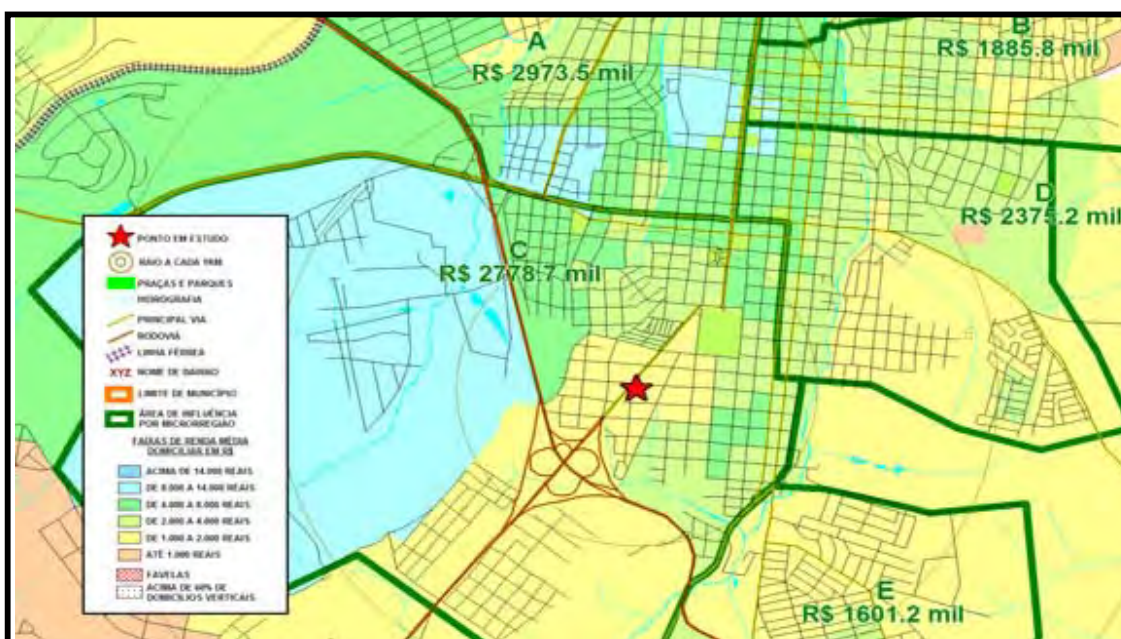 A
R$ 2973.5 mil
B
R$ 1885.8 mil
D
R$ 2375.2 mil
C
R$ 2778.7 mil
E
R$ 1601.2 mil
PONTO EM ESTUDO
RAIO A CADA 1KM
PRAÇAS E PARQUES
HIDROGRAFIA
PRINCIPAL VIA
RODOVIA
LINHA FÉRREA
XYZ NOME DE BAIRRO
LIMITE DE MUNICÍPIO
ÁREA DE INFLUÊNCIA
POR MICRORREGIÃO
FAIXAS DE RENDA MÉDIA
DOMICILIAR EM R$
ACIMA DE 14.000 REAIS
DE 8.000 A 14.000 REAIS
DE 4.000 A 8.000 REAIS
DE 2.000 A 4.000 REAIS
DE 1.000 A 2.000 REAIS
ATÉ 1.000 REAIS
FAVELAS
ACIMA DE 60% DE
DOMICÍLIOS VERTICAIS